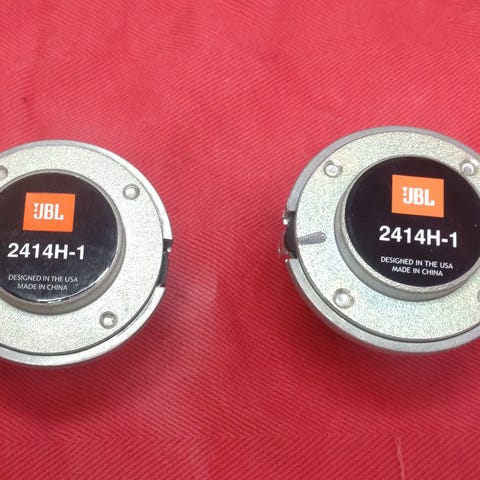 JBL
2414H-1
DESIGNED IN THE USA
MADE IN CHINA
JBL
2414H-1
DESIGNED IN THE USA
MADE IN CHINA